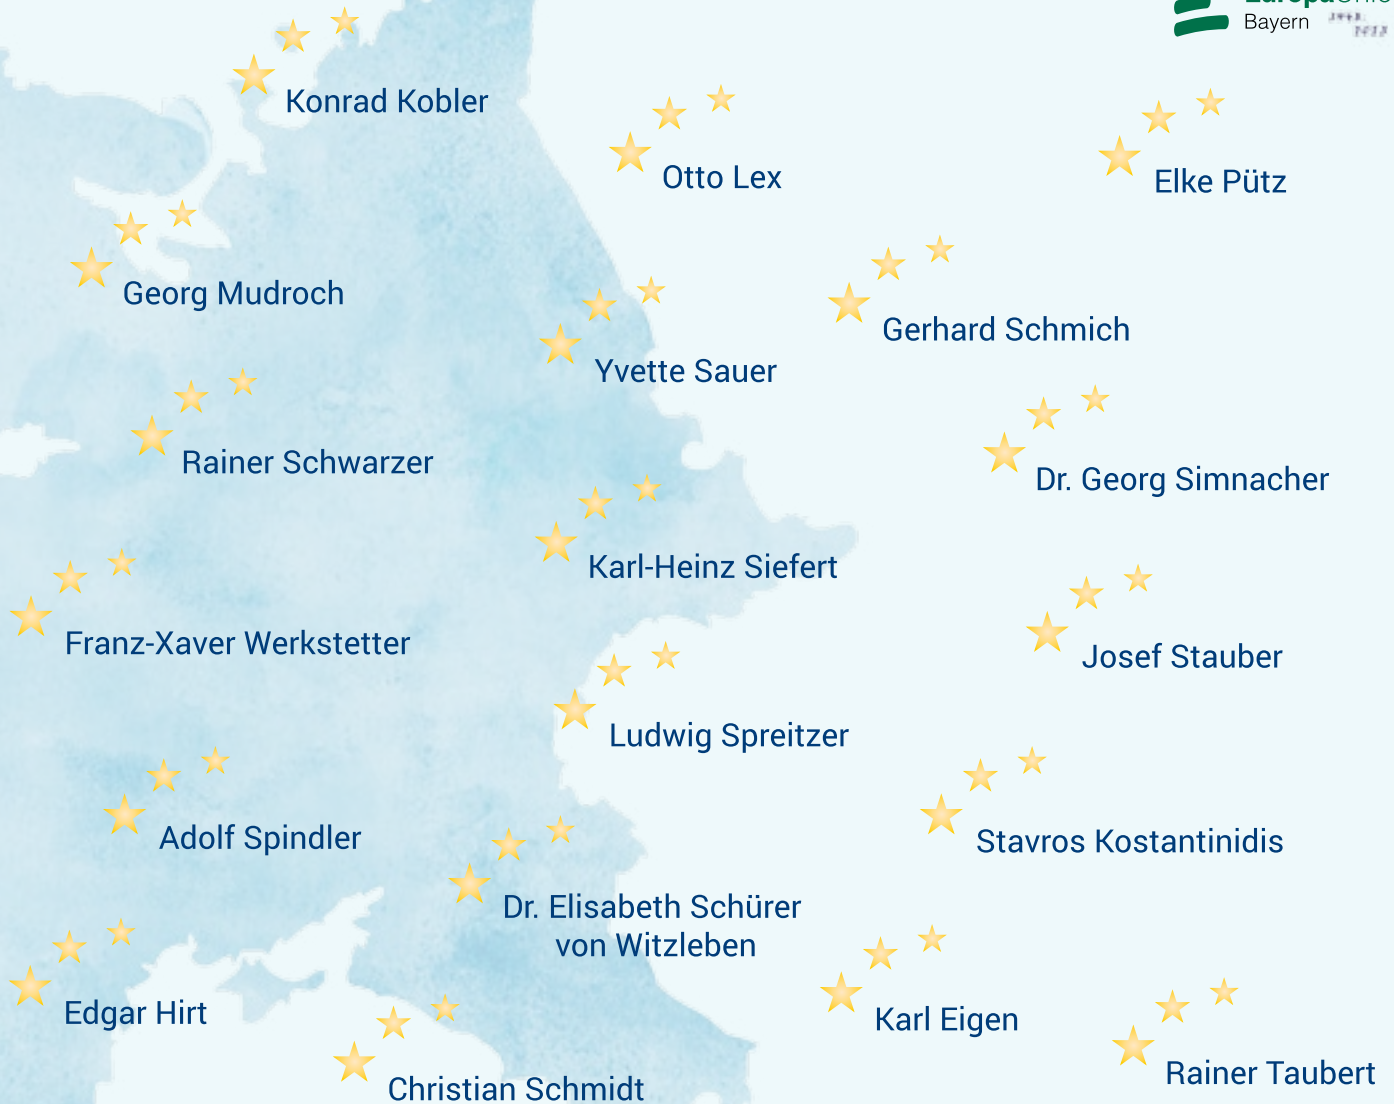 Bayern
Konrad Kobler
Otto Lex
Elke Pütz
Georg Mudroch
Gerhard Schmich
Yvette Sauer
Rainer Schwarzer
Dr. Georg Simnacher
Karl-Heinz Siefert
Franz-Xaver Werkstetter
Josef Stauber
Ludwig Spreitzer
Adolf Spindler
Stavros Kostantinidis
Dr. Elisabeth Schürer
von Witzleben
Edgar Hirt
Karl Eigen
Rainer Taubert
Christian Schmidt